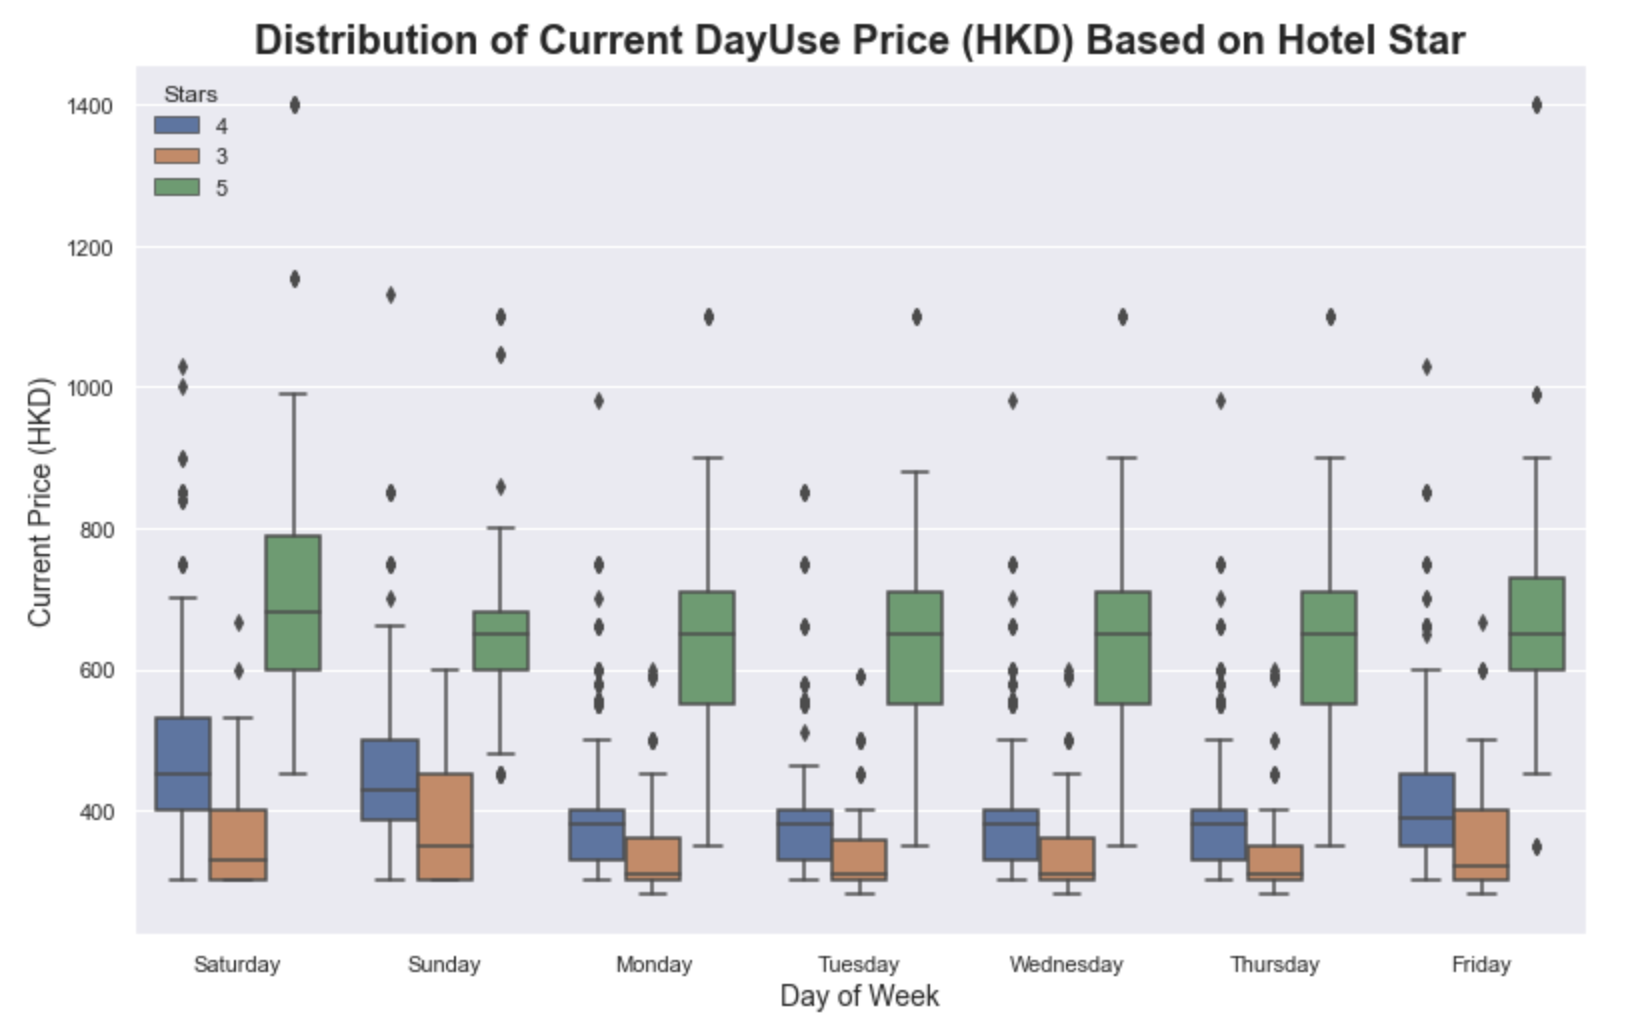 Distribution of Current DayUse Price (HKD) Based on Hotel Star
Stars
4
3
5
1400
1200
1000
800
600
400
Current Price (HKD)
Saturday
Sunday
Monday
Tuesday
Wednesday
Thursday
Friday
Day of Week